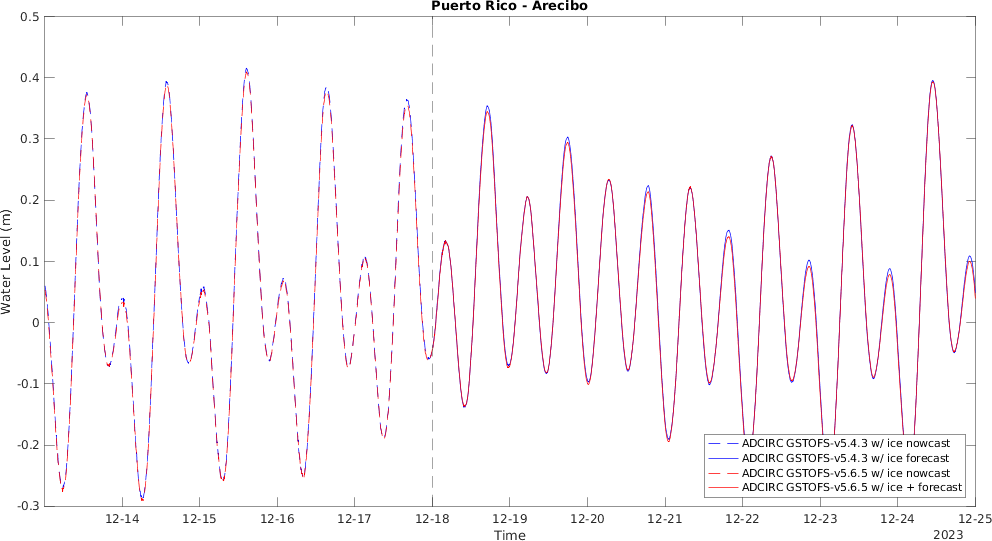 Puerto Rico - Arecibo
0.5
0.4
0.3
0.2
0.1
0
-0.1
-0.2
-0.3
Water Level (m)
ADCIRC GSTOFS-v5.4.3 w/ ice nowcast
ADCIRC GSTOFS-v5.4.3 w/ ice forecast
ADCIRC GSTOFS-v5.6.5 w/ ice nowcast
ADCIRC GSTOFS-v5.6.5 w/ ice + forecast
12-14 12-15 12-16 12-17 12-18 12-19 12-20 12-21 12-22 12-23 12-24 12-25
Time
2023